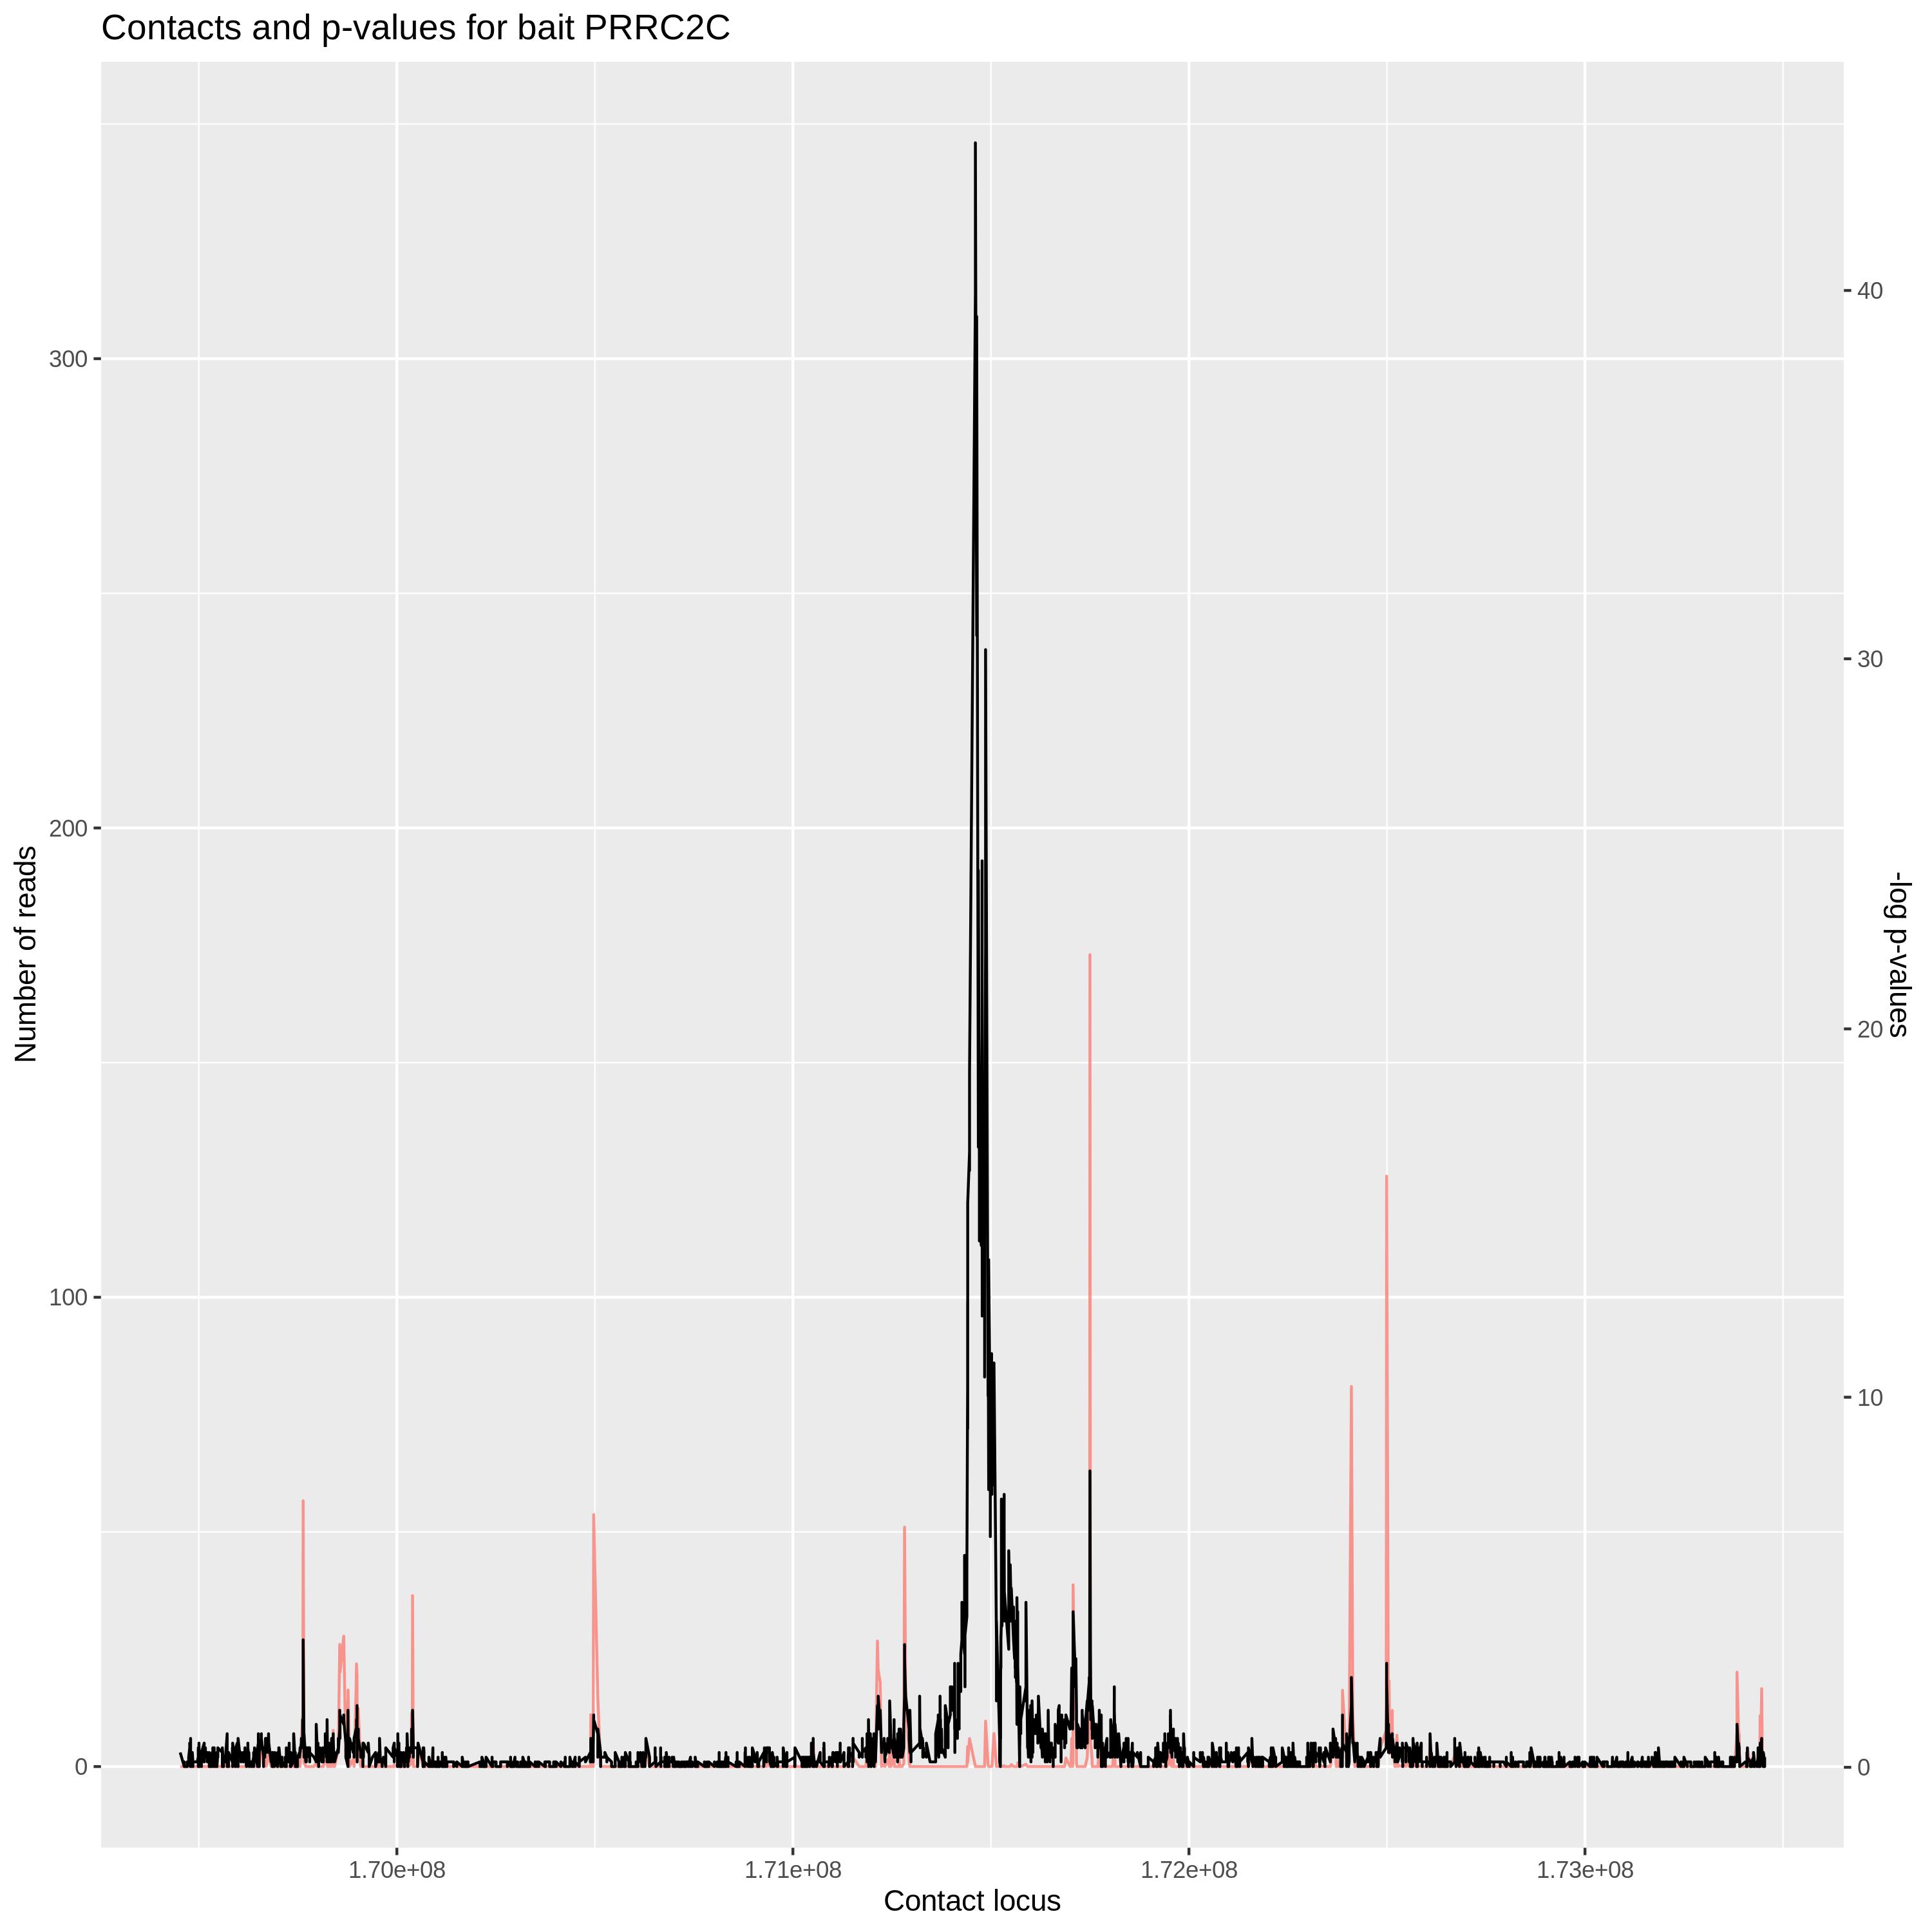 Contacts and p-values for bait PRRC2C
Number of reads
300
200
100
0
40
30
20
10
0
-log p-values
1.70e+08
1.71e+08
1.72e+08
1.73e+08
Contact locus